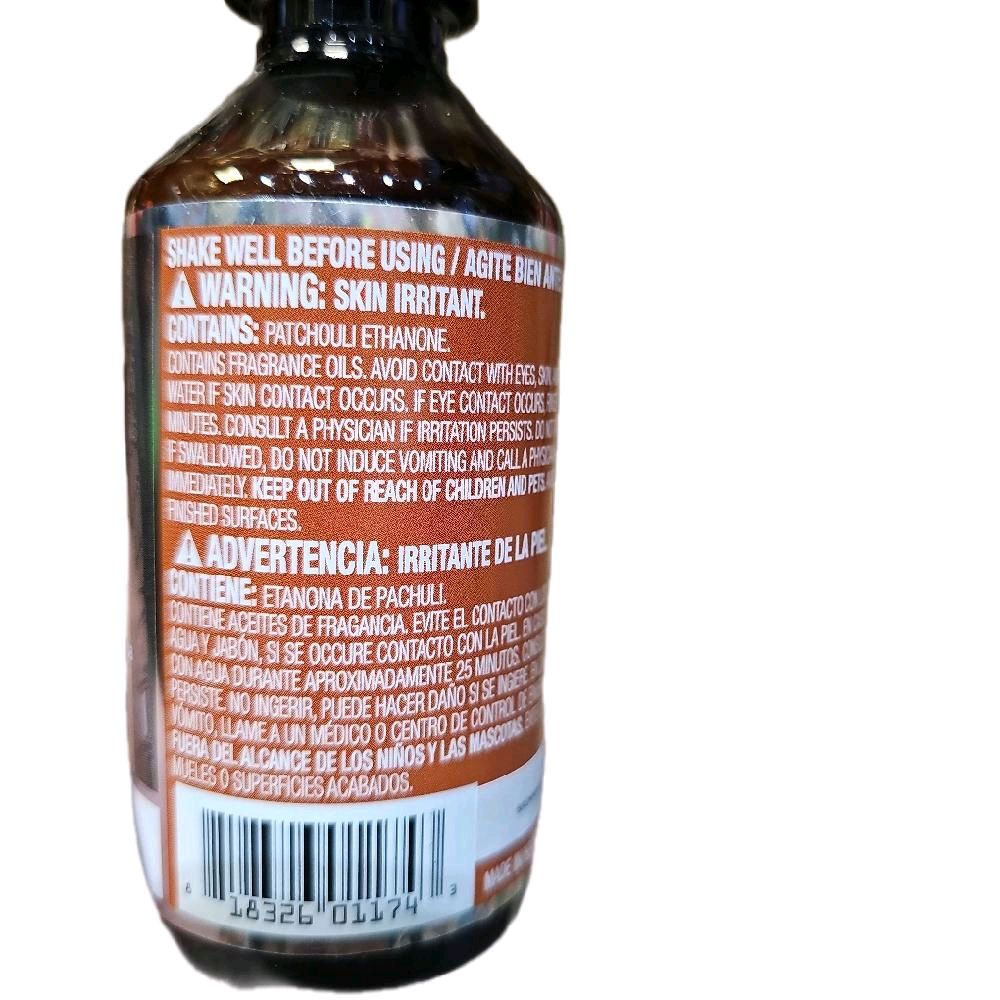 SHAKE WELL BEFORE USING / AGITE BIEN ANTE
WARNING: SKIN IRRITANT.
CONTAINS: PATCHOULI ETHANONE.
CONTAINS FRAGRANCE OILS. AVOID CONTACT WITH EYES, SKIN,
WATER IF SKIN CONTACT OCCURS. IF EYE CONTACT OCCURS,
MINUTES. CONSULT A PHYSICIAN IF IRRITATION PERSISTS. DO
IF SWALLOWED, DO NOT INDUCE VOMITING AND CALL A PHYSICIAN
IMMEDIATELY. KEEP OUT OF REACH OF CHILDREN AND PETS.
FINISHED SURFACES.
ADVERTENCIA: IRRITANTE DE LA PIEL
CONTIENE: ETANONA DE PACHULI.
CONTIENE ACEITES DE FRAGANCIA. EVITE EL CONTACTO CON
AGUA Y JABÓN, SI SE OCCURE CONTACTO CON LA PIEL. EN
CON AGUA DURANTE APROXIMADAMENTE 25 MINUTOS.
PERSISTE. NO INGERIR, PUEDE HACER DAÑO SI SE INGIERE.
VÓMITO, LLAME A UN MÉDICO O CENTRO DE CONTROL DE
FUERA DEL ALCANCE DE LOS NIÑOS Y LAS MASCOTAS.
MUELES O SUPERFICIES ACABADOS.
8 18326 01174 3
MADE IN